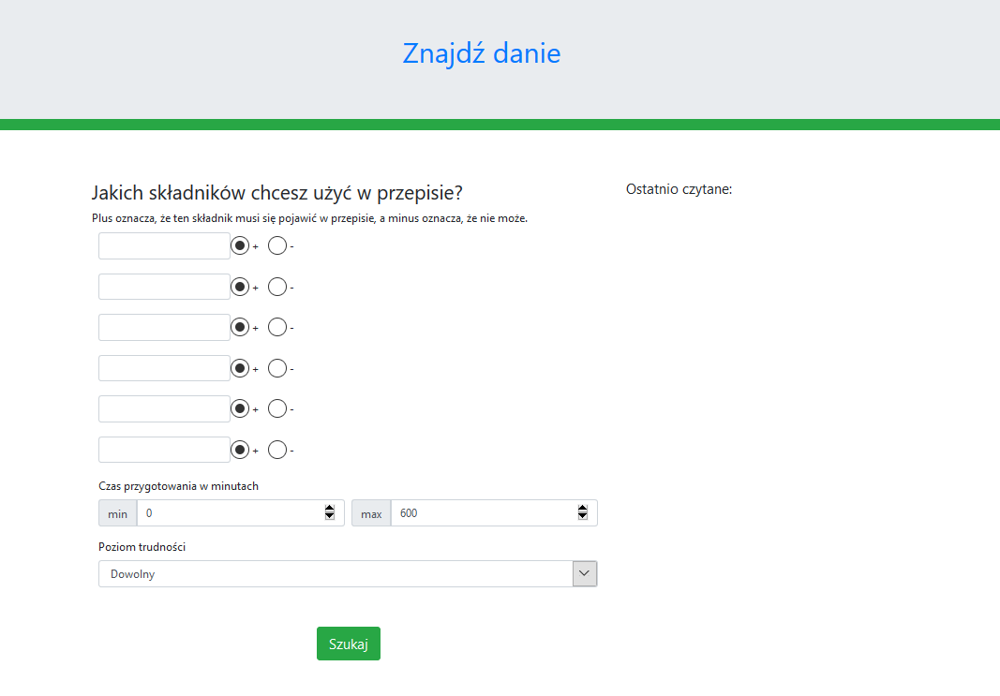 Znajdź danie
Jakich składników chcesz użyć w przepisie?
Plus oznacza, że ten składnik musi się pojawić w przepisie, a minus oznacza, że nie może.
+ -
+ -
+ -
+ -
+ -
+ -
Czas przygotowania w minutach
min 0 max 600
Poziom trudności
Dowolny
Szukaj
Ostatnio czytane: